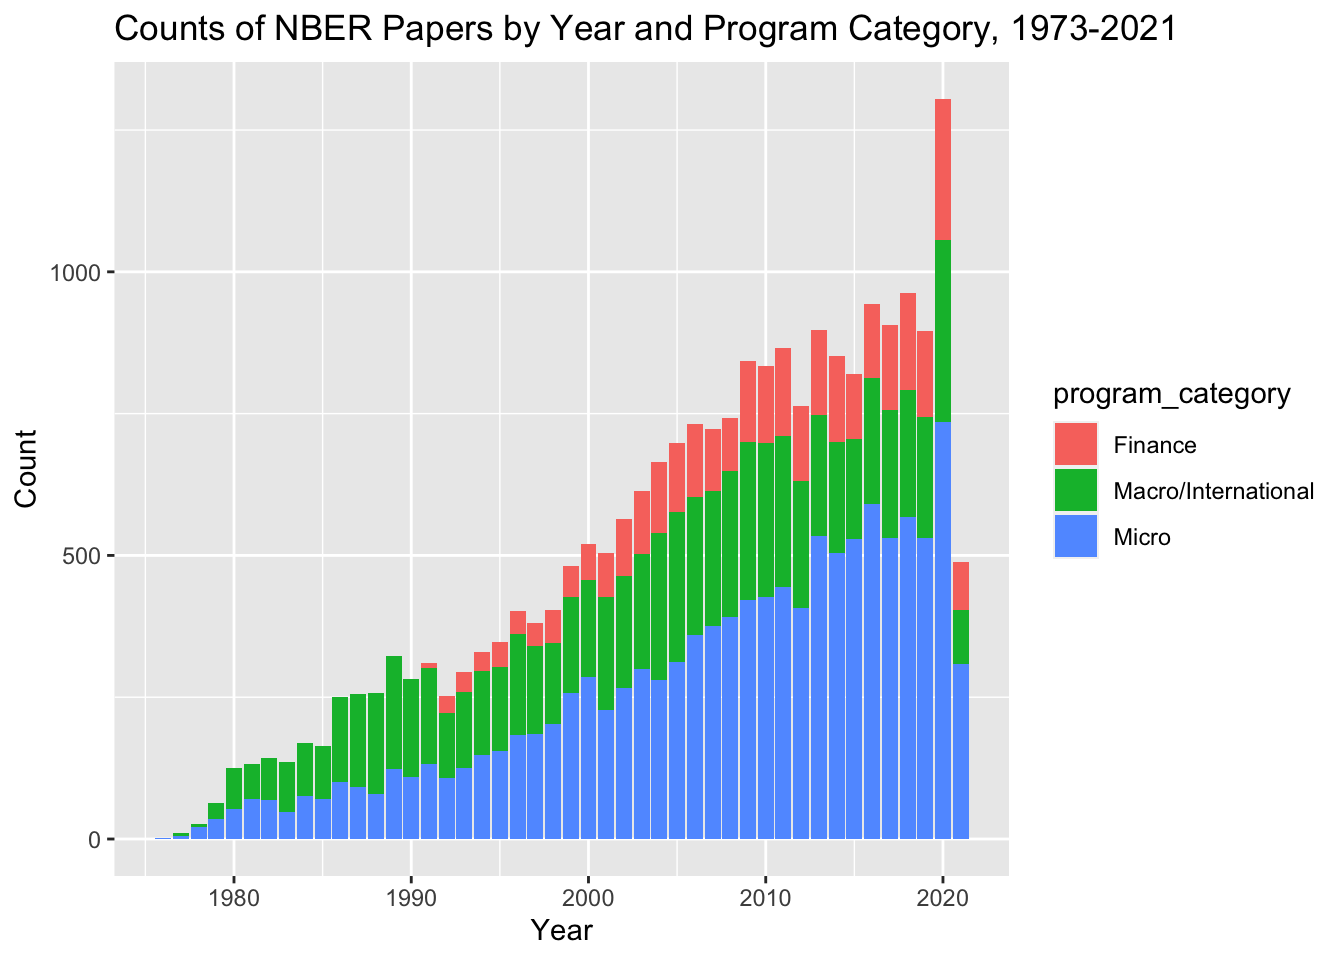 Counts of NBER Papers by Year and Program Category, 1973-2021
Count
1000
500
0
1980
1990
2000
2010
2020
Year
program_category
Finance
Macro/International
Micro